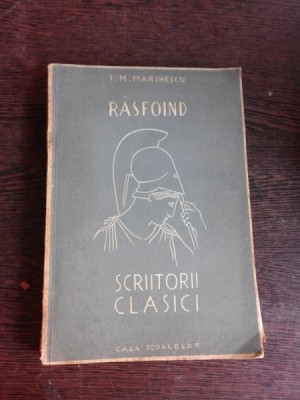 I. M. MARINESCU
RĂSFOIND
SCRIITORII
CLASICI
CASA ȘCOALELOR